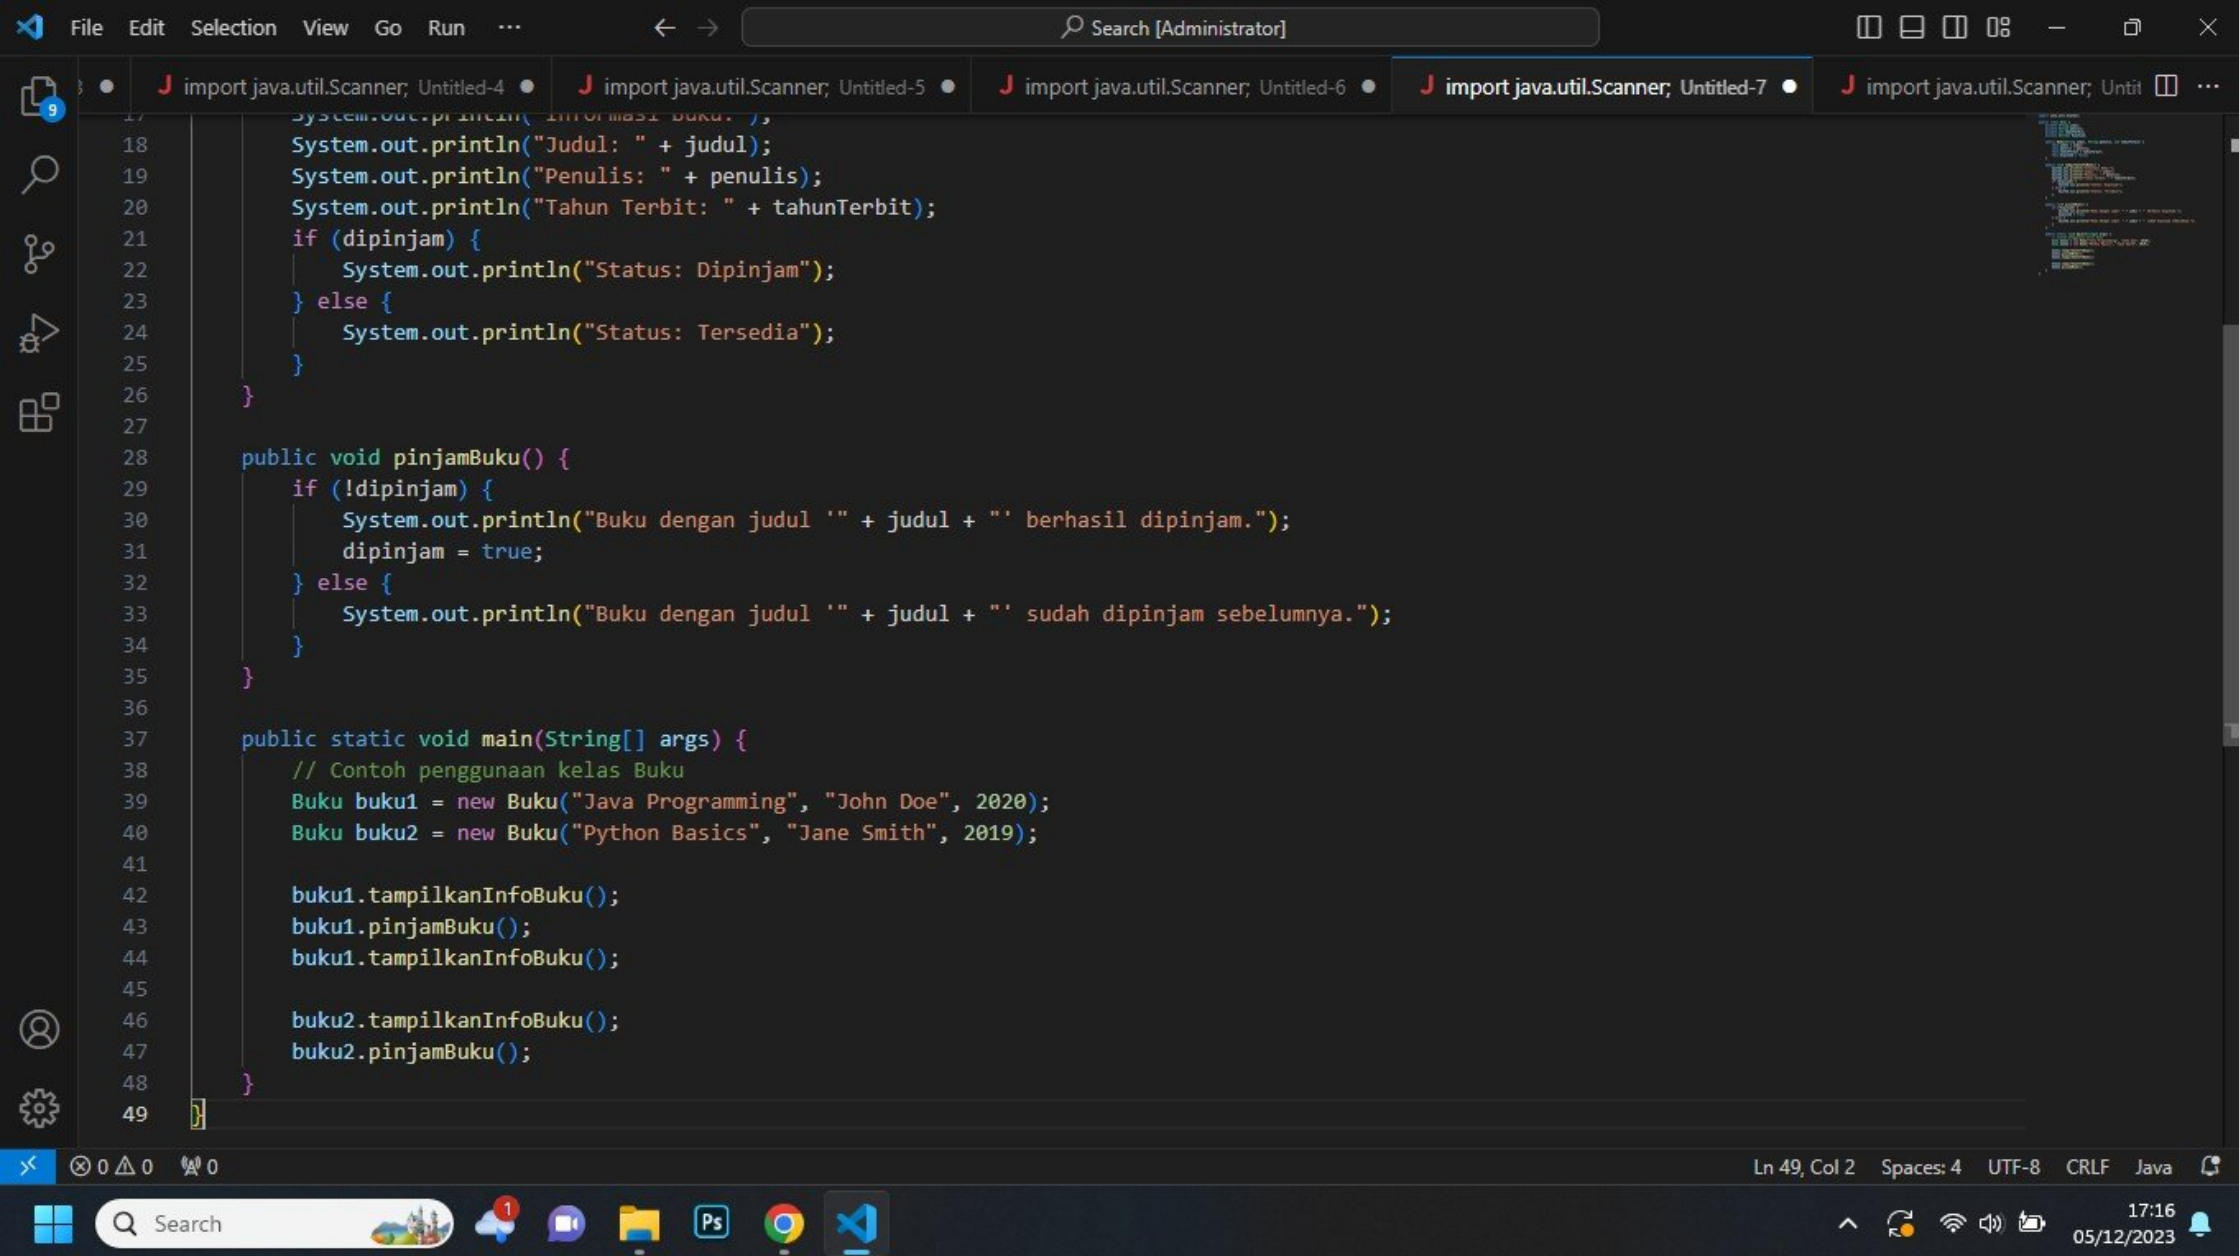 File Edit Selection View Go Run ··· Search [Administrator]
import java.util.Scanner; Untitled-4 import java.util.Scanner; Untitled-5 import java.util.Scanner; Untitled-6 import java.util.Scanner; Untitled-7 import java.util.Scanner;
17 System.out.println("Informasi Buku:");
18 System.out.println("Judul: " + judul);
19 System.out.println("Penulis: " + penulis);
20 System.out.println("Tahun Terbit: " + tahunTerbit);
21 if (dipinjam) {
22 System.out.println("Status: Dipinjam");
23 } else {
24 System.out.println("Status: Tersedia");
25 }
26 }
27
28 public void pinjamBuku() {
29 if (!dipinjam) {
30 System.out.println("Buku dengan judul '" + judul + "' berhasil dipinjam.");
31 dipinjam = true;
32 } else {
33 System.out.println("Buku dengan judul '" + judul + "' sudah dipinjam sebelumnya.");
34 }
35 }
36
37 public static void main(String[] args) {
38 // Contoh penggunaan kelas Buku
39 Buku buku1 = new Buku("Java Programming", "John Doe", 2020);
40 Buku buku2 = new Buku("Python Basics", "Jane Smith", 2019);
41
42 buku1.tampilkanInfoBuku();
43 buku1.pinjamBuku();
44 buku1.tampilkanInfoBuku();
45
46 buku2.tampilkanInfoBuku();
47 buku2.pinjamBuku();
48 }
49 }
9
0 0 0 Ln 49, Col 2 Spaces: 4 UTF-8 CRLF Java
Search 1 Ps 17:16
05/12/2023